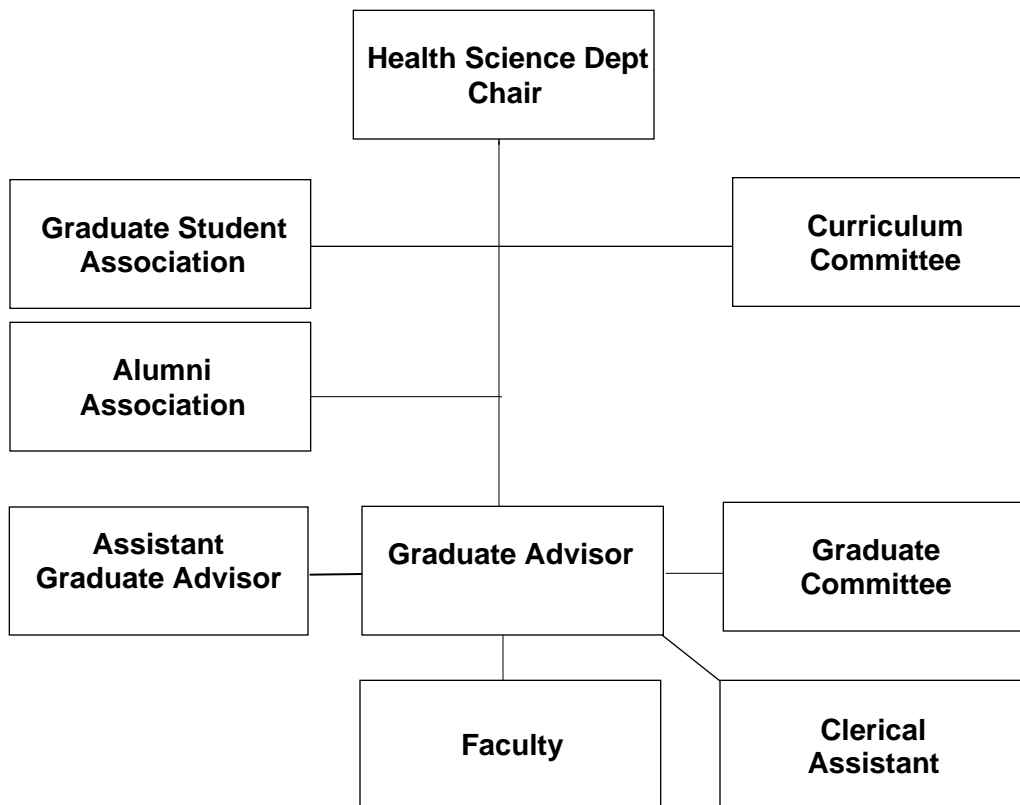 Health Science Dept
Chair
Graduate Student
Association
Curriculum
Committee
Alumni
Association
Assistant
Graduate Advisor
Graduate Advisor
Graduate
Committee
Faculty
Clerical
Assistant